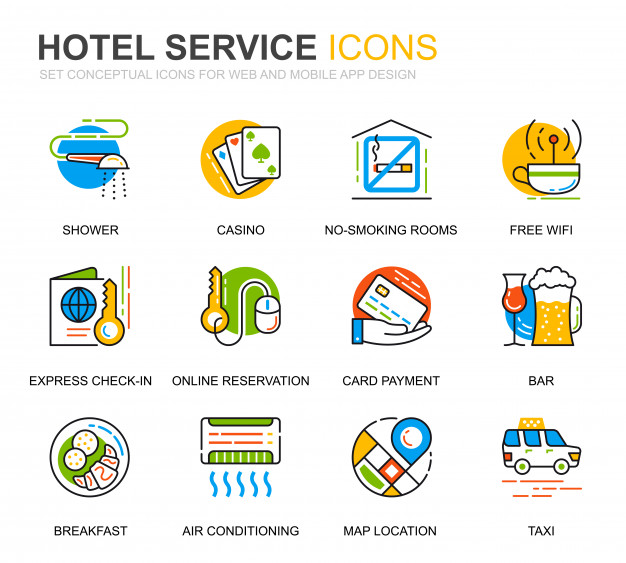 HOTEL SERVICE ICONS
SET CONCEPTUAL ICONS FOR WEB AND MOBILE APP DESIGN
SHOWER
CASINO
NO-SMOKING ROOMS
FREE WIFI
EXPRESS CHECK-IN
ONLINE RESERVATION
CARD PAYMENT
BAR
BREAKFAST
AIR CONDITIONING
MAP LOCATION
TAXI